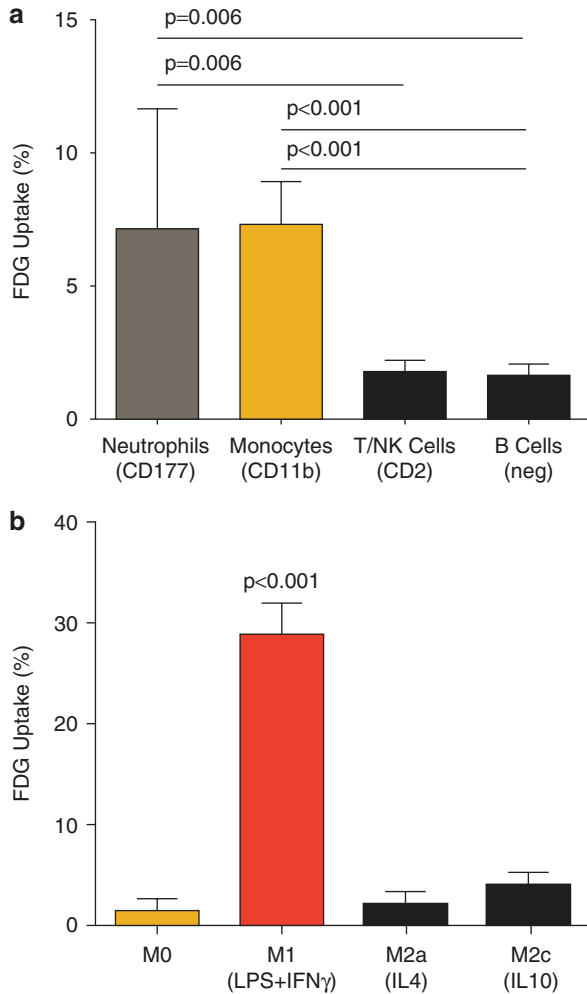 a
15
p=0.006
p=0.006
p<0.001
p<0.001
10
5
0
FDG Uptake (%)
Neutrophils Monocytes T/NK Cells B Cells
(CD177) (CD11b) (CD2) (neg)
b
40
p<0.001
30
20
10
0
FDG Uptake (%)
M0 M1 M2a M2c
(LPS+IFNγ) (IL4) (IL10)